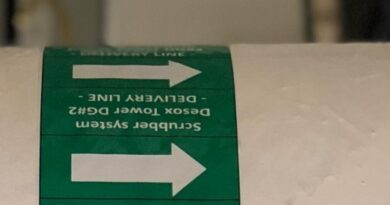 Scrubber system
Desox Tower DG#2
- DELIVERY LINE -